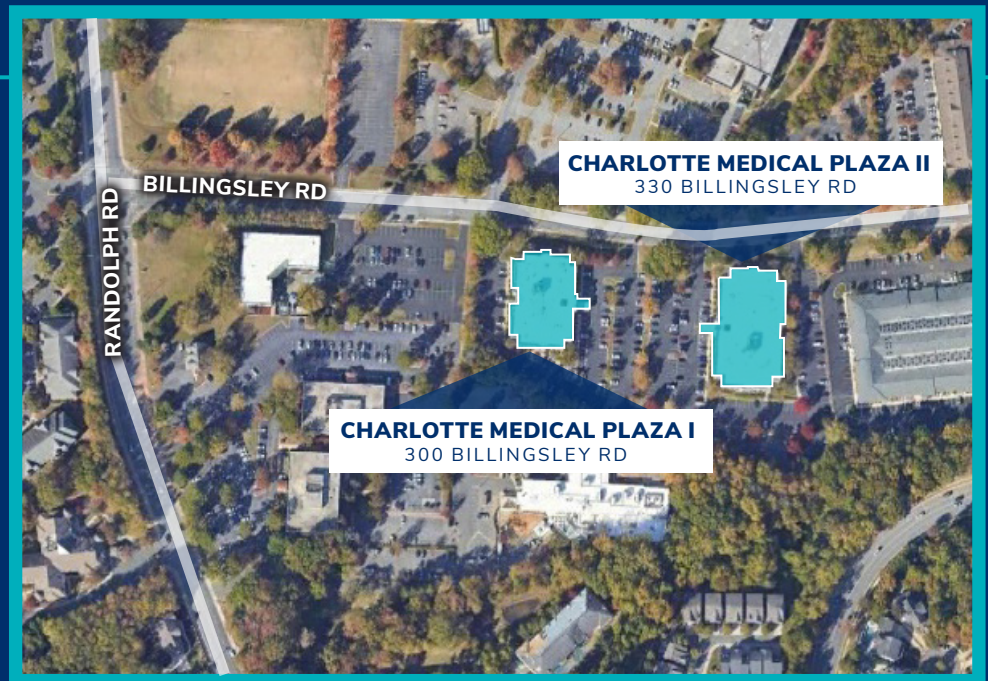 CHARLOTTE MEDICAL PLAZA II
330 BILLINGSLEY RD
BILLINGSLEY RD
RANDOLPH RD
CHARLOTTE MEDICAL PLAZA I
300 BILLINGSLEY RD